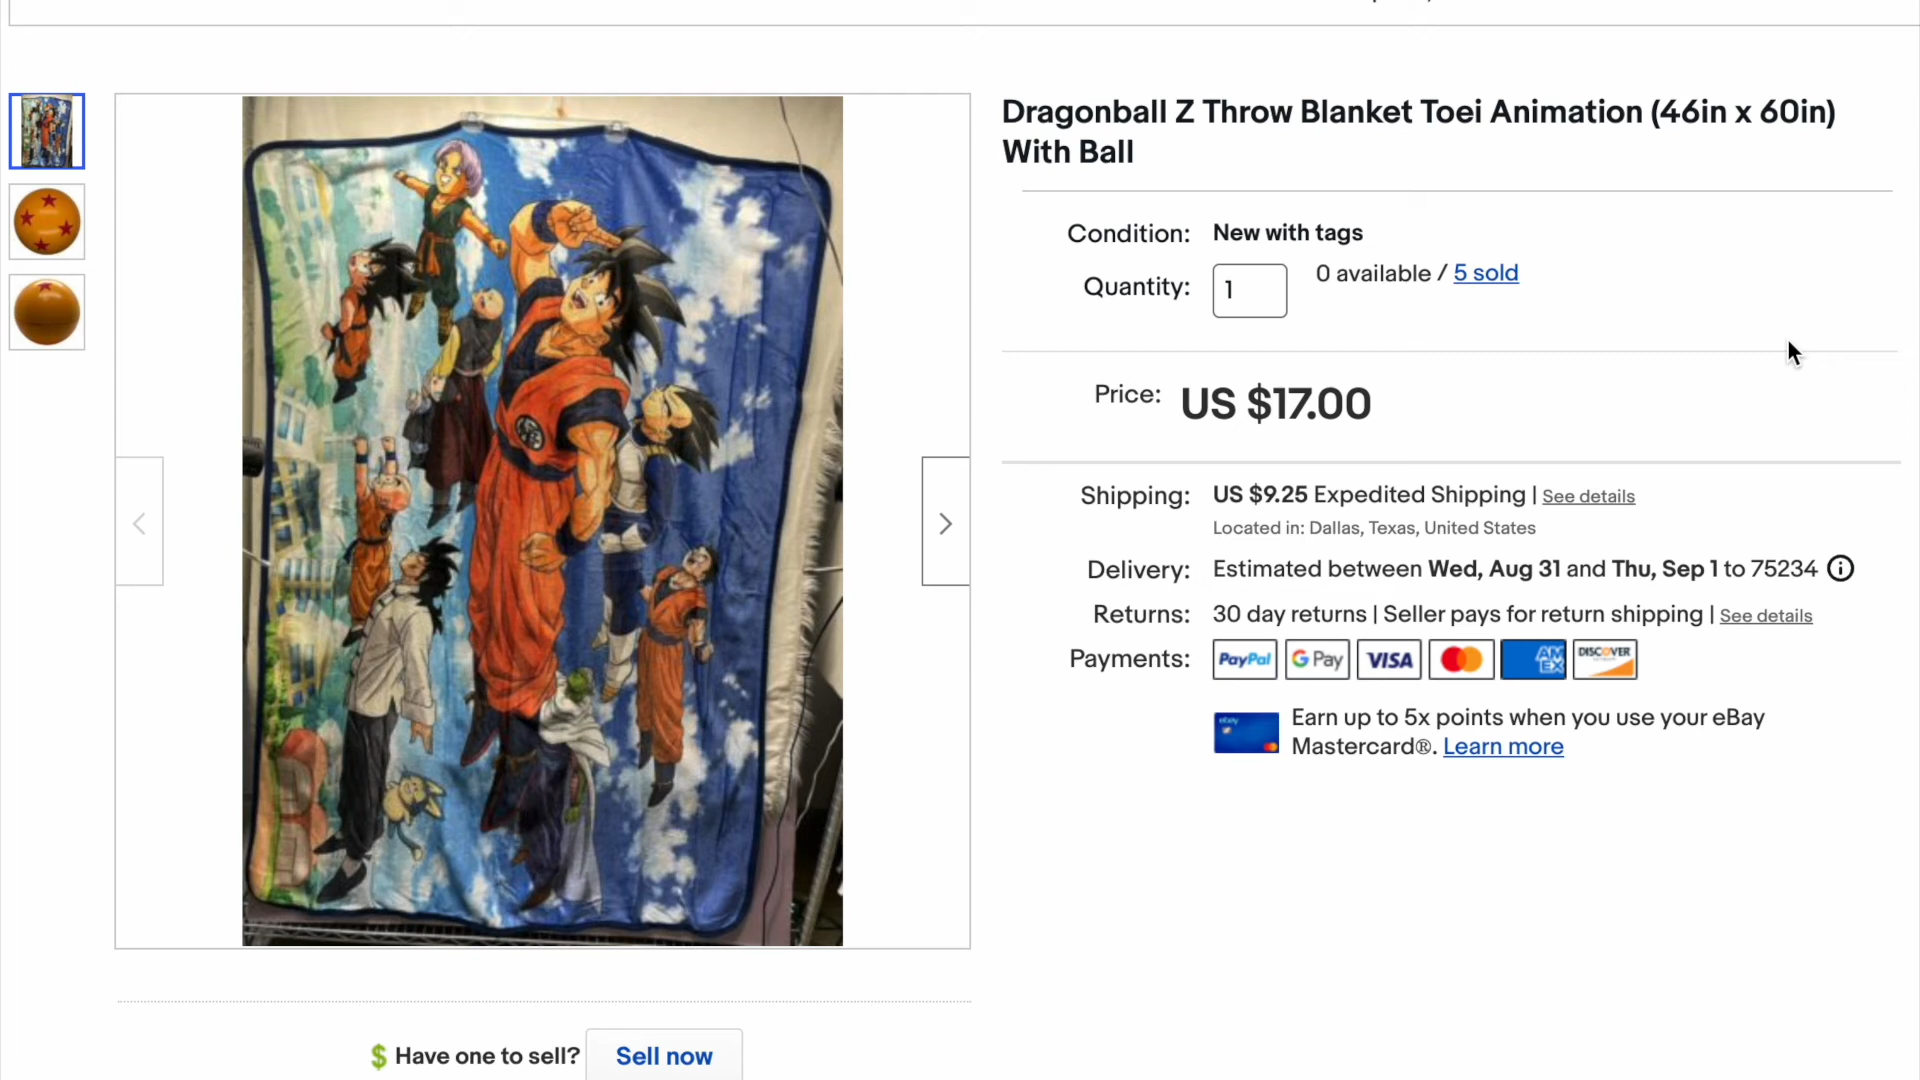 Dragonball Z Throw Blanket Toei Animation (46in x 60in)
With Ball
Condition: New with tags
Quantity: 1 0 available / 5 sold
Price: US $17.00
Shipping: US $9.25 Expedited Shipping | See details
Located in: Dallas, Texas, United States
Delivery: Estimated between Wed, Aug 31 and Thu, Sep 1 to 75234
Returns: 30 day returns | Seller pays for return shipping | See details
Payments: PayPal G Pay VISA AM EX DISCOVER
ebay
Earn up to 5x points when you use your eBay
Mastercard®. Learn more
Have one to sell? Sell now